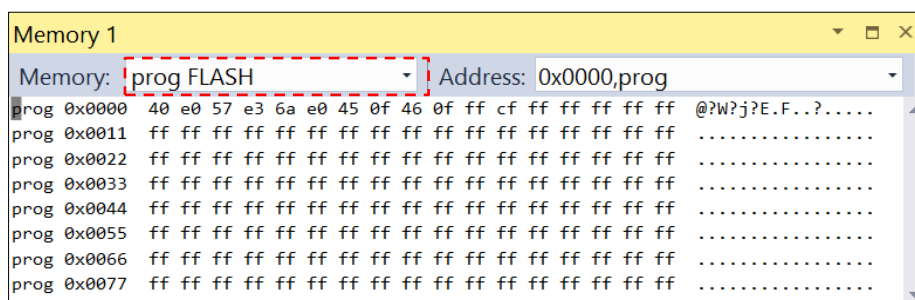 Memory 1
Memory: prog FLASH Address: 0x0000,prog
prog 0x0000 40 e0 57 e3 6a e0 45 0f 46 0f ff cf ff ff ff ff ff @?W?j?E.F..?.....
prog 0x0011 ff ff ff ff ff ff ff ff ff ff ff ff ff ff ff ff ff .................
prog 0x0022 ff ff ff ff ff ff ff ff ff ff ff ff ff ff ff ff ff .................
prog 0x0033 ff ff ff ff ff ff ff ff ff ff ff ff ff ff ff ff ff .................
prog 0x0044 ff ff ff ff ff ff ff ff ff ff ff ff ff ff ff ff ff .................
prog 0x0055 ff ff ff ff ff ff ff ff ff ff ff ff ff ff ff ff ff .................
prog 0x0066 ff ff ff ff ff ff ff ff ff ff ff ff ff ff ff ff ff .................
prog 0x0077 ff ff ff ff ff ff ff ff ff ff ff ff ff ff ff ff ff .................